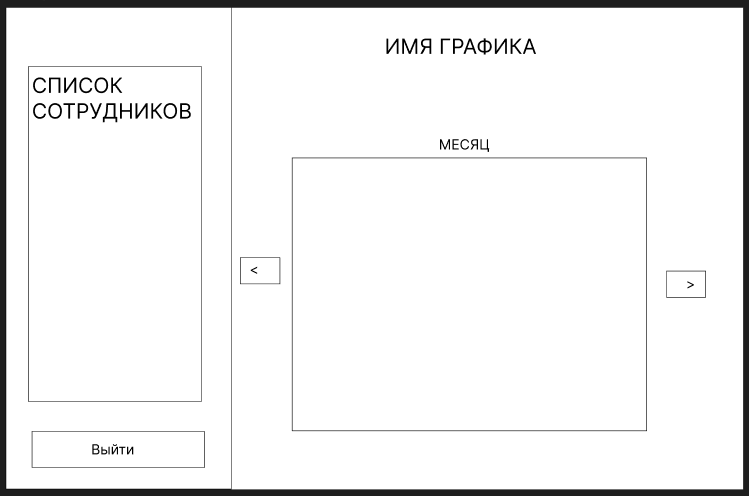 ИМЯ ГРАФИКА
СПИСОК
СОТРУДНИКОВ
МЕСЯЦ
<
>
Выйти